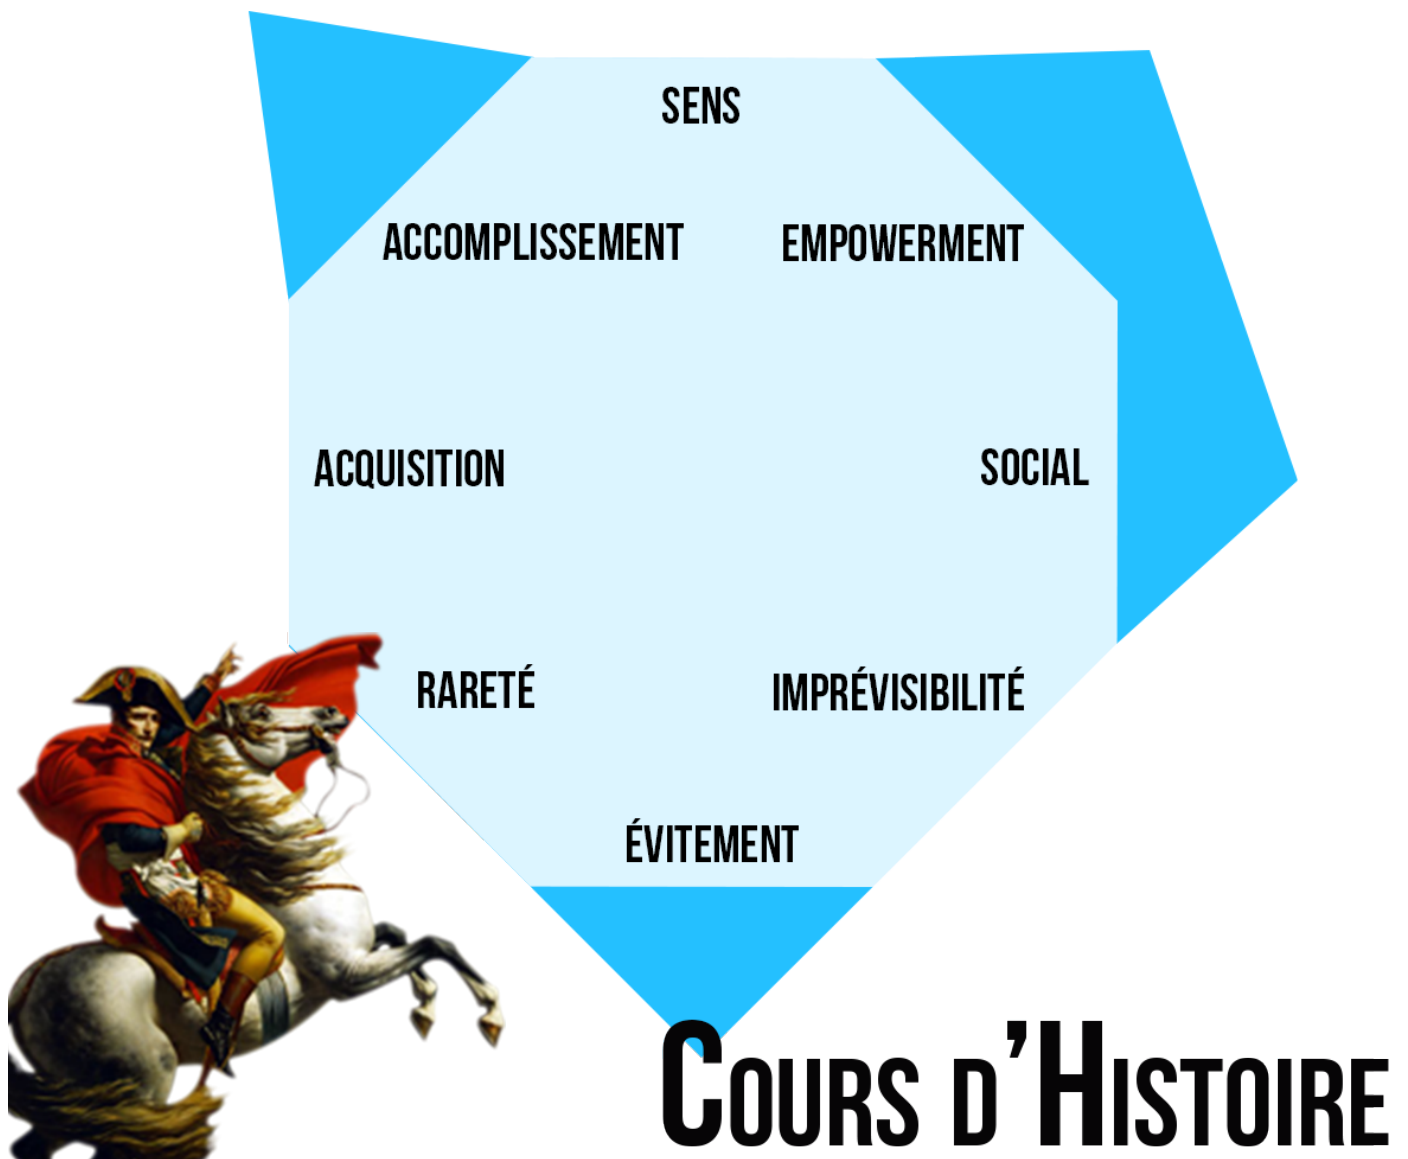 SENS
ACCOMPLISSEMENT EMPOWERMENT
ACQUISITION SOCIAL
RARETÉ IMPRÉVISIBILITÉ
ÉVITEMENT
COURS D'HISTOIRE